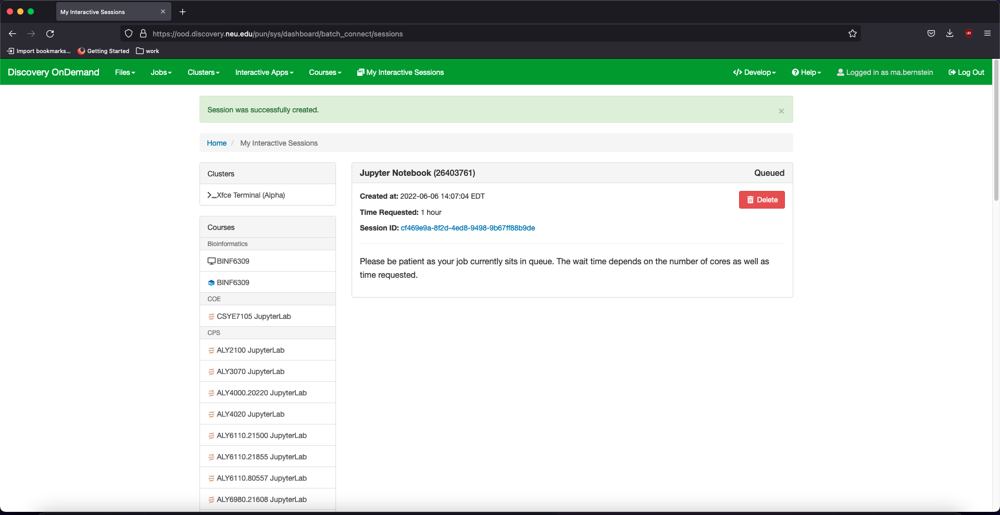 My Interactive Sessions
https://ood.discovery.neu.edu/pun/sys/dashboard/batch_connect/sessions
Import bookmarks... Getting Started work
Discovery OnDemand Files Jobs Clusters Interactive Apps Courses My Interactive Sessions Develop Help Logged in as ma.bernstein Log Out
Session was successfully created. ×
Home / My Interactive Sessions
Clusters
Xfce Terminal (Alpha)
Courses
Bioinformatics
BINF6309
BINF6309
COE
CSYE7105 JupyterLab
CPS
ALY2100 JupyterLab
ALY3070 JupyterLab
ALY4000.20220 JupyterLab
ALY4020 JupyterLab
ALY6110.21500 JupyterLab
ALY6110.21855 JupyterLab
ALY6110.80557 JupyterLab
ALY6980.21608 JupyterLab
Jupyter Notebook (26403761) Queued
Created at: 2022-06-06 14:07:04 EDT
Delete
Time Requested: 1 hour
Session ID: cf469e9a-8f2d-4ed8-9498-9b67ff88b9de
Please be patient as your job currently sits in queue. The wait time depends on the number of cores as well as
time requested.